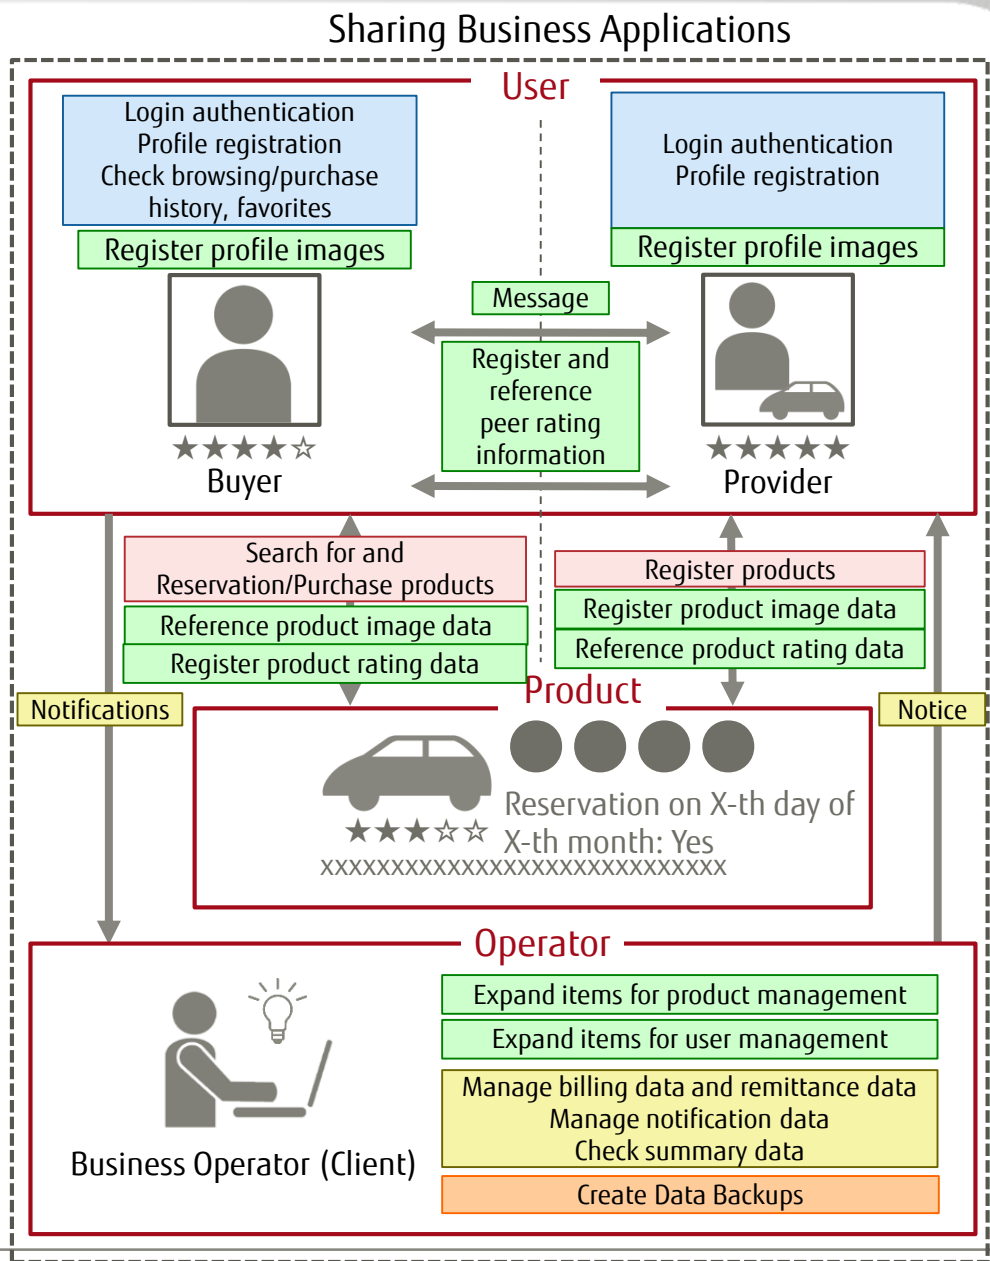 Sharing Business Applications
User
Login authentication
Profile registration
Check browsing/purchase
history, favorites
Register profile images
Login authentication
Profile registration
Register profile images
Message
Register and
reference
peer rating
information
★★★★☆
Buyer
★★★★★
Provider
Search for and
Reservation/Purchase products
Reference product image data
Register product rating data
Register products
Register product image data
Reference product rating data
Notifications
Notice
Product
Reservation on X-th day of
X-th month: Yes
★★★☆☆
XXXXXXXXXXXXXXXXXXXXXXXXXXXXX
Operator
Business Operator (Client)
Expand items for product management
Expand items for user management
Manage billing data and remittance data
Manage notification data
Check summary data
Create Data Backups